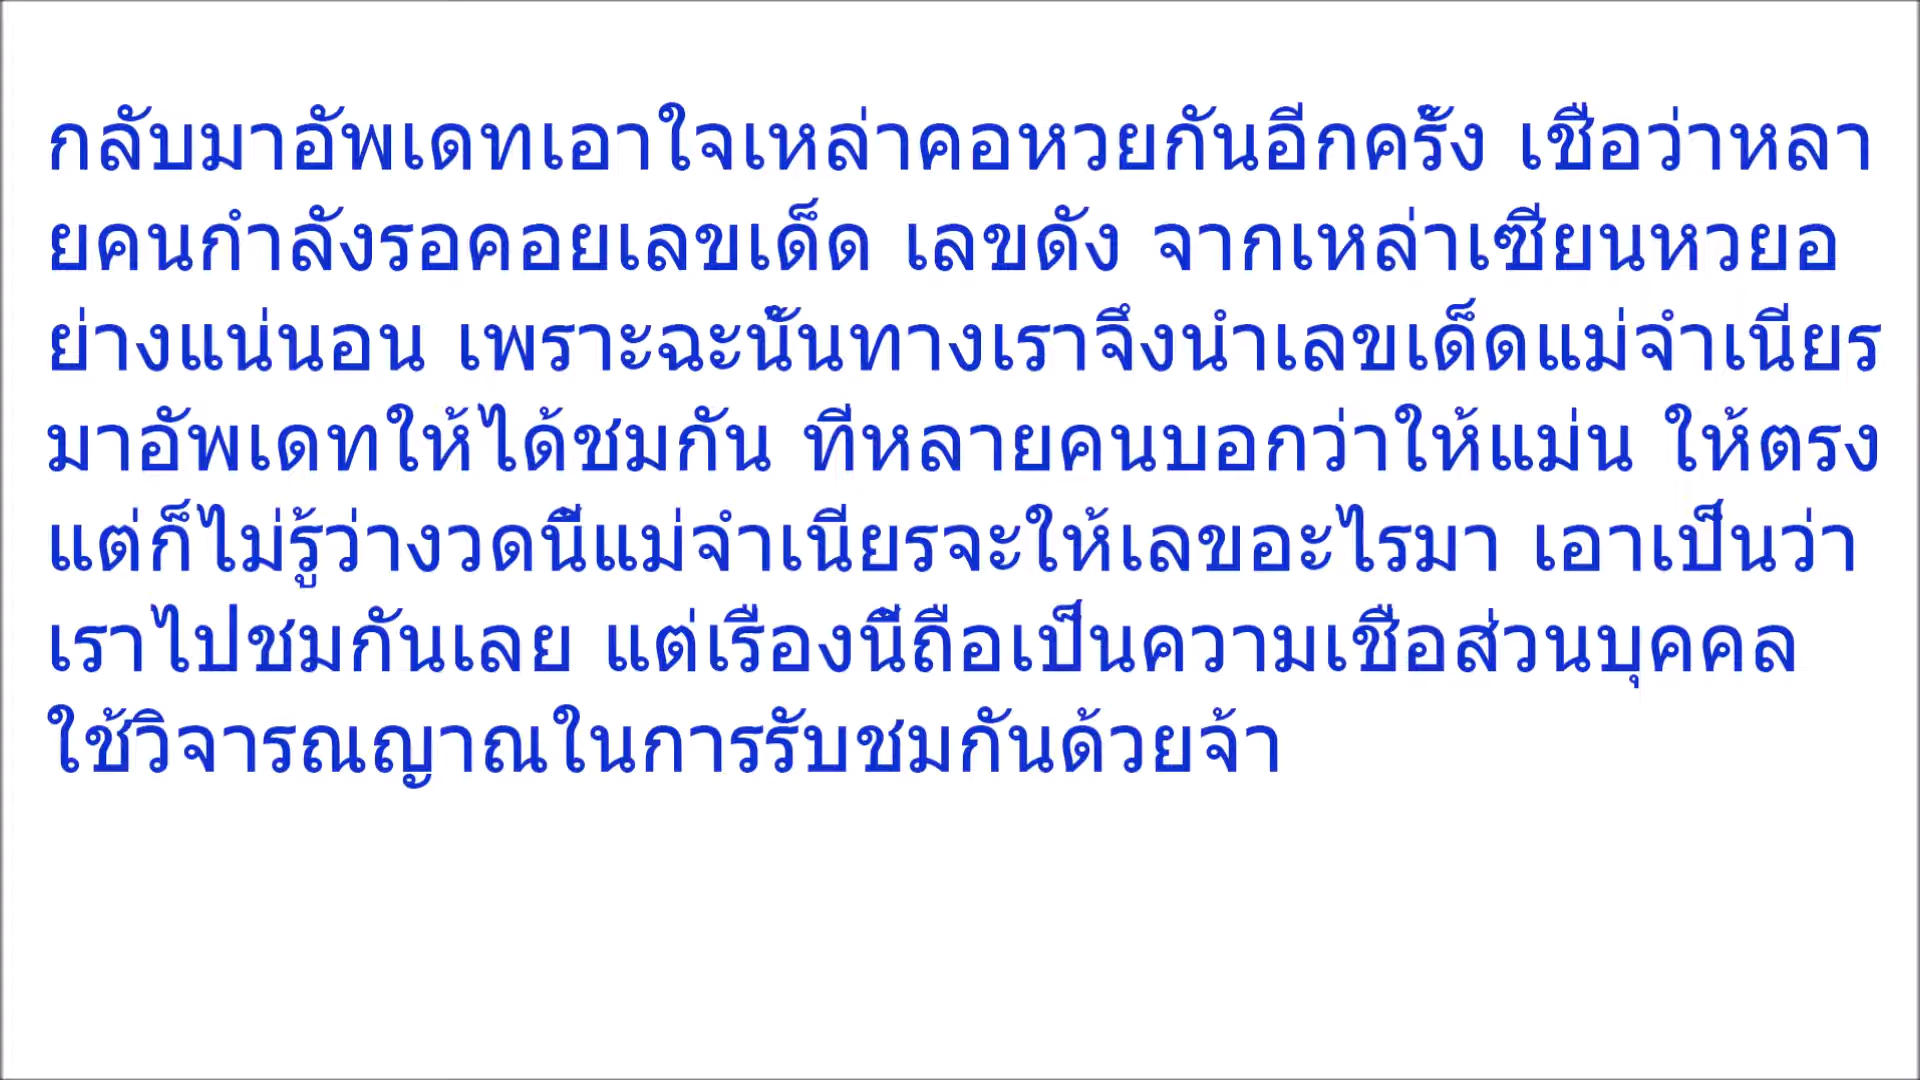 กลับมาอัพเดทเอาใจเหล่าคอหวยกันอีกครั้ง เชื่อว่าหลา
ยคนกำลังรอคอยเลขเด็ด เลขดัง จากเหล่าเซียนหวยอ
ย่างแน่นอน เพราะฉะนั้นทางเราจึงนำเลขเด็ดแม่จำเนียร
มาอัพเดทให้ได้ชมกัน ที่หลายคนบอกว่าให้แม่น ให้ตรง
แต่ก็ไม่รู้ว่างวดนี้แม่จำเนียรจะให้เลขอะไรมา เอาเป็นว่า
เราไปชมกันเลย แต่เรื่องนี้ถือเป็นความเชื่อส่วนบุคคล
ใช้วิจารณญาณในการรับชมกันด้วยจ้า